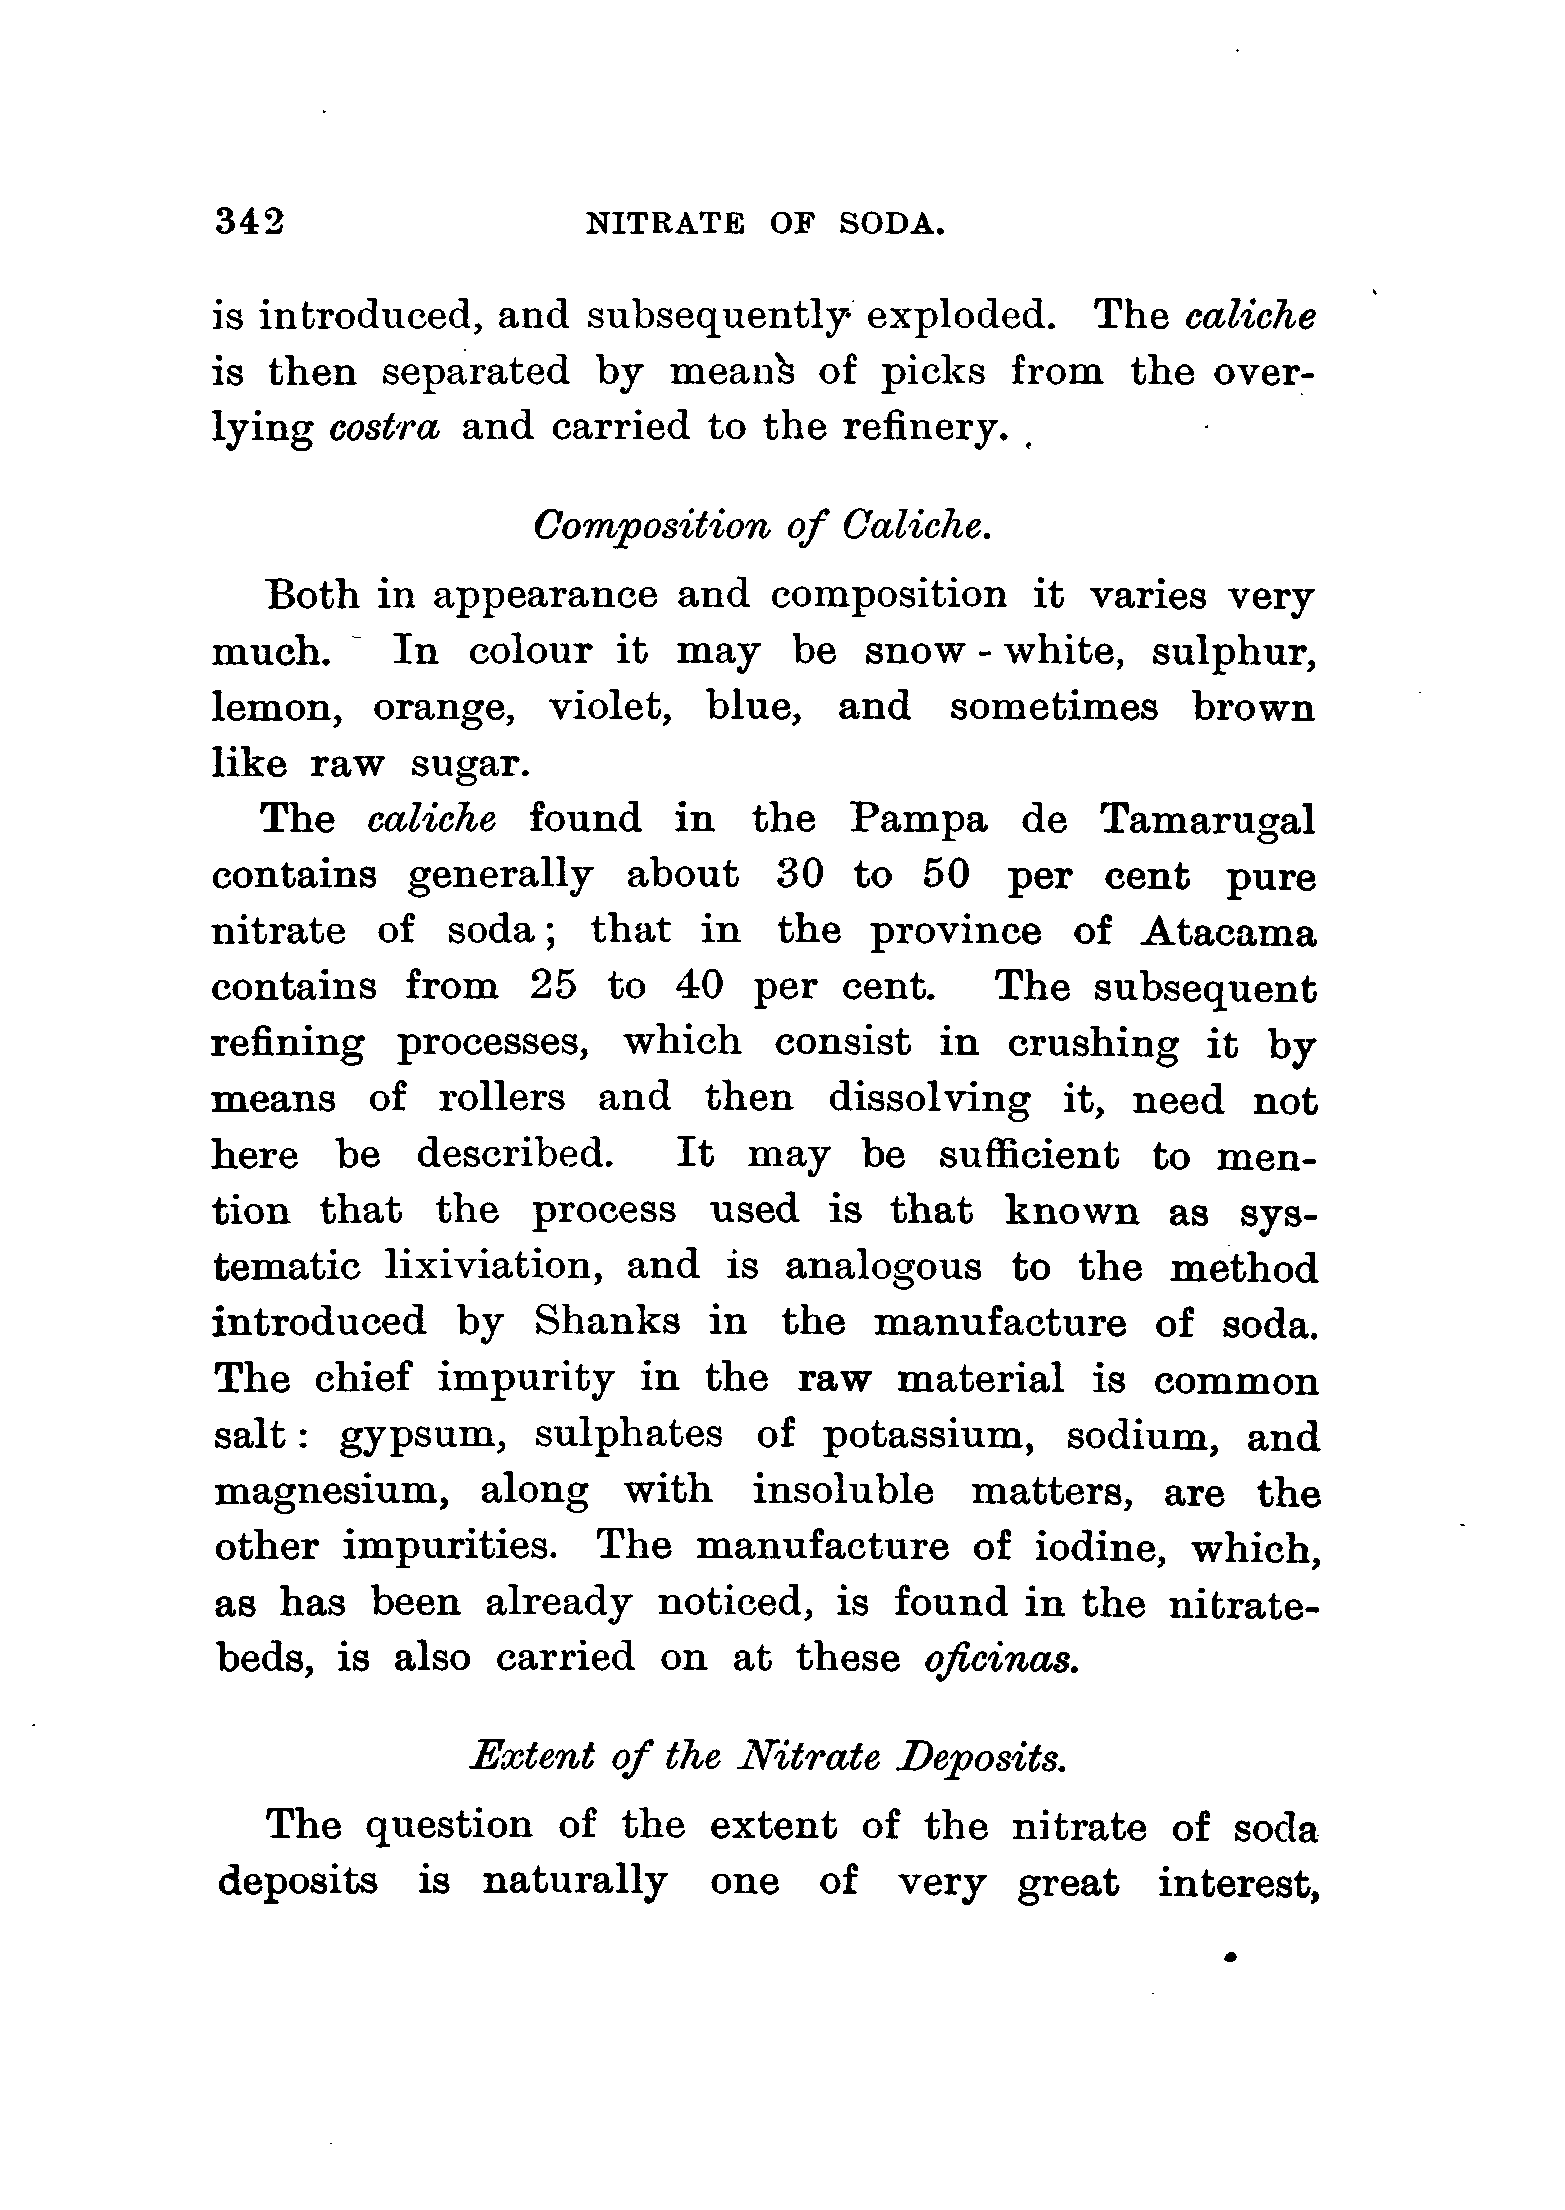 342 NITRATE OF SODA.
is introduced, and subsequently exploded. The caliche
is then separated by means of picks from the over-
lying costra and carried to the refinery.
Composition of Caliche.
Both in appearance and composition it varies very
much. In colour it may be snow-white, sulphur,
lemon, orange, violet, blue, and sometimes brown
like raw sugar.
The caliche found in the Pampa de Tamarugal
contains generally about 30 to 50 per cent pure
nitrate of soda; that in the province of Atacama
contains from 25 to 40 per cent. The subsequent
refining processes, which consist in crushing it by
means of rollers and then dissolving it, need not
here be described. It may be sufficient to men-
tion that the process used is that known as sys-
tematic lixiviation, and is analogous to the method
introduced by Shanks in the manufacture of soda.
The chief impurity in the raw material is common
salt: gypsum, sulphates of potassium, sodium, and
magnesium, along with insoluble matters, are the
other impurities. The manufacture of iodine, which,
as has been already noticed, is found in the nitrate-
beds, is also carried on at these oficinas.
Extent of the Nitrate Deposits.
The question of the extent of the nitrate of soda
deposits is naturally one of very great interest,